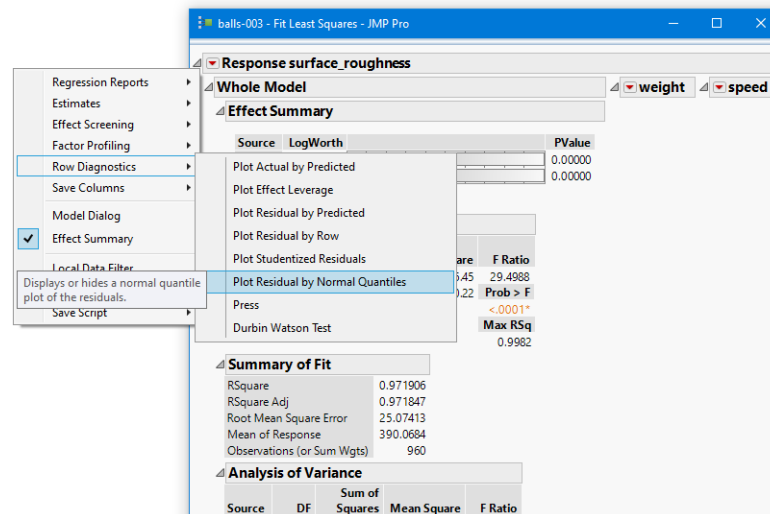 balls-003 - Fit Least Squares - JMP Pro
Response surface_roughness
Whole Model
weight
speed
Effect Summary
Source LogWorth PValue
0.00000
0.00000
Regression Reports
Estimates
Effect Screening
Factor Profiling
Row Diagnostics
Save Columns
Model Dialog
Effect Summary
Local Data Filter
Displays or hides a normal quantile
plot of the residuals.
Save Script
Plot Actual by Predicted
Plot Effect Leverage
Plot Residual by Predicted
Plot Residual by Row
Plot Studentized Residuals
Plot Residual by Normal Quantiles
Press
Durbin Watson Test
F Ratio
29.4988
Prob > F
<.0001*
Max RSq
0.9982
Summary of Fit
RSquare 0.971906
RSquare Adj 0.971847
Root Mean Square Error 25.07413
Mean of Response 390.0684
Observations (or Sum Wgts) 960
Analysis of Variance
Sum of
Source DF Squares Mean Square F Ratio